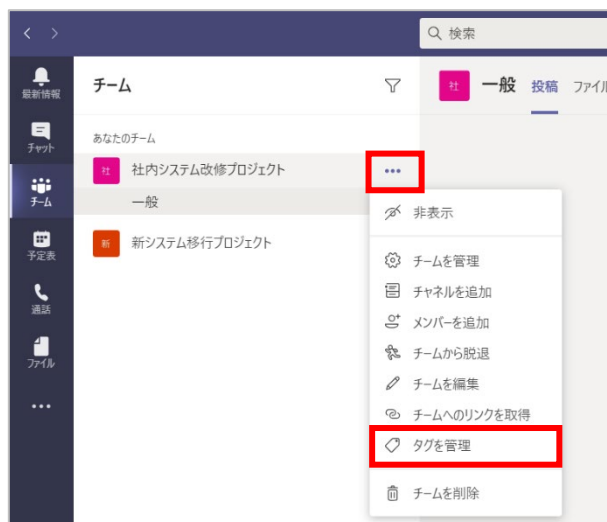 検索
最新情報
チャット
チーム
予定表
通話
ファイル
チーム
あなたのチーム
社 社内システム改修プロジェクト
一般
新 新システム移行プロジェクト
社 一般 投稿 ファイル
非表示
チームを管理
チャネルを追加
メンバーを追加
チームから脱退
チームを編集
チームへのリンクを取得
タグを管理
チームを削除